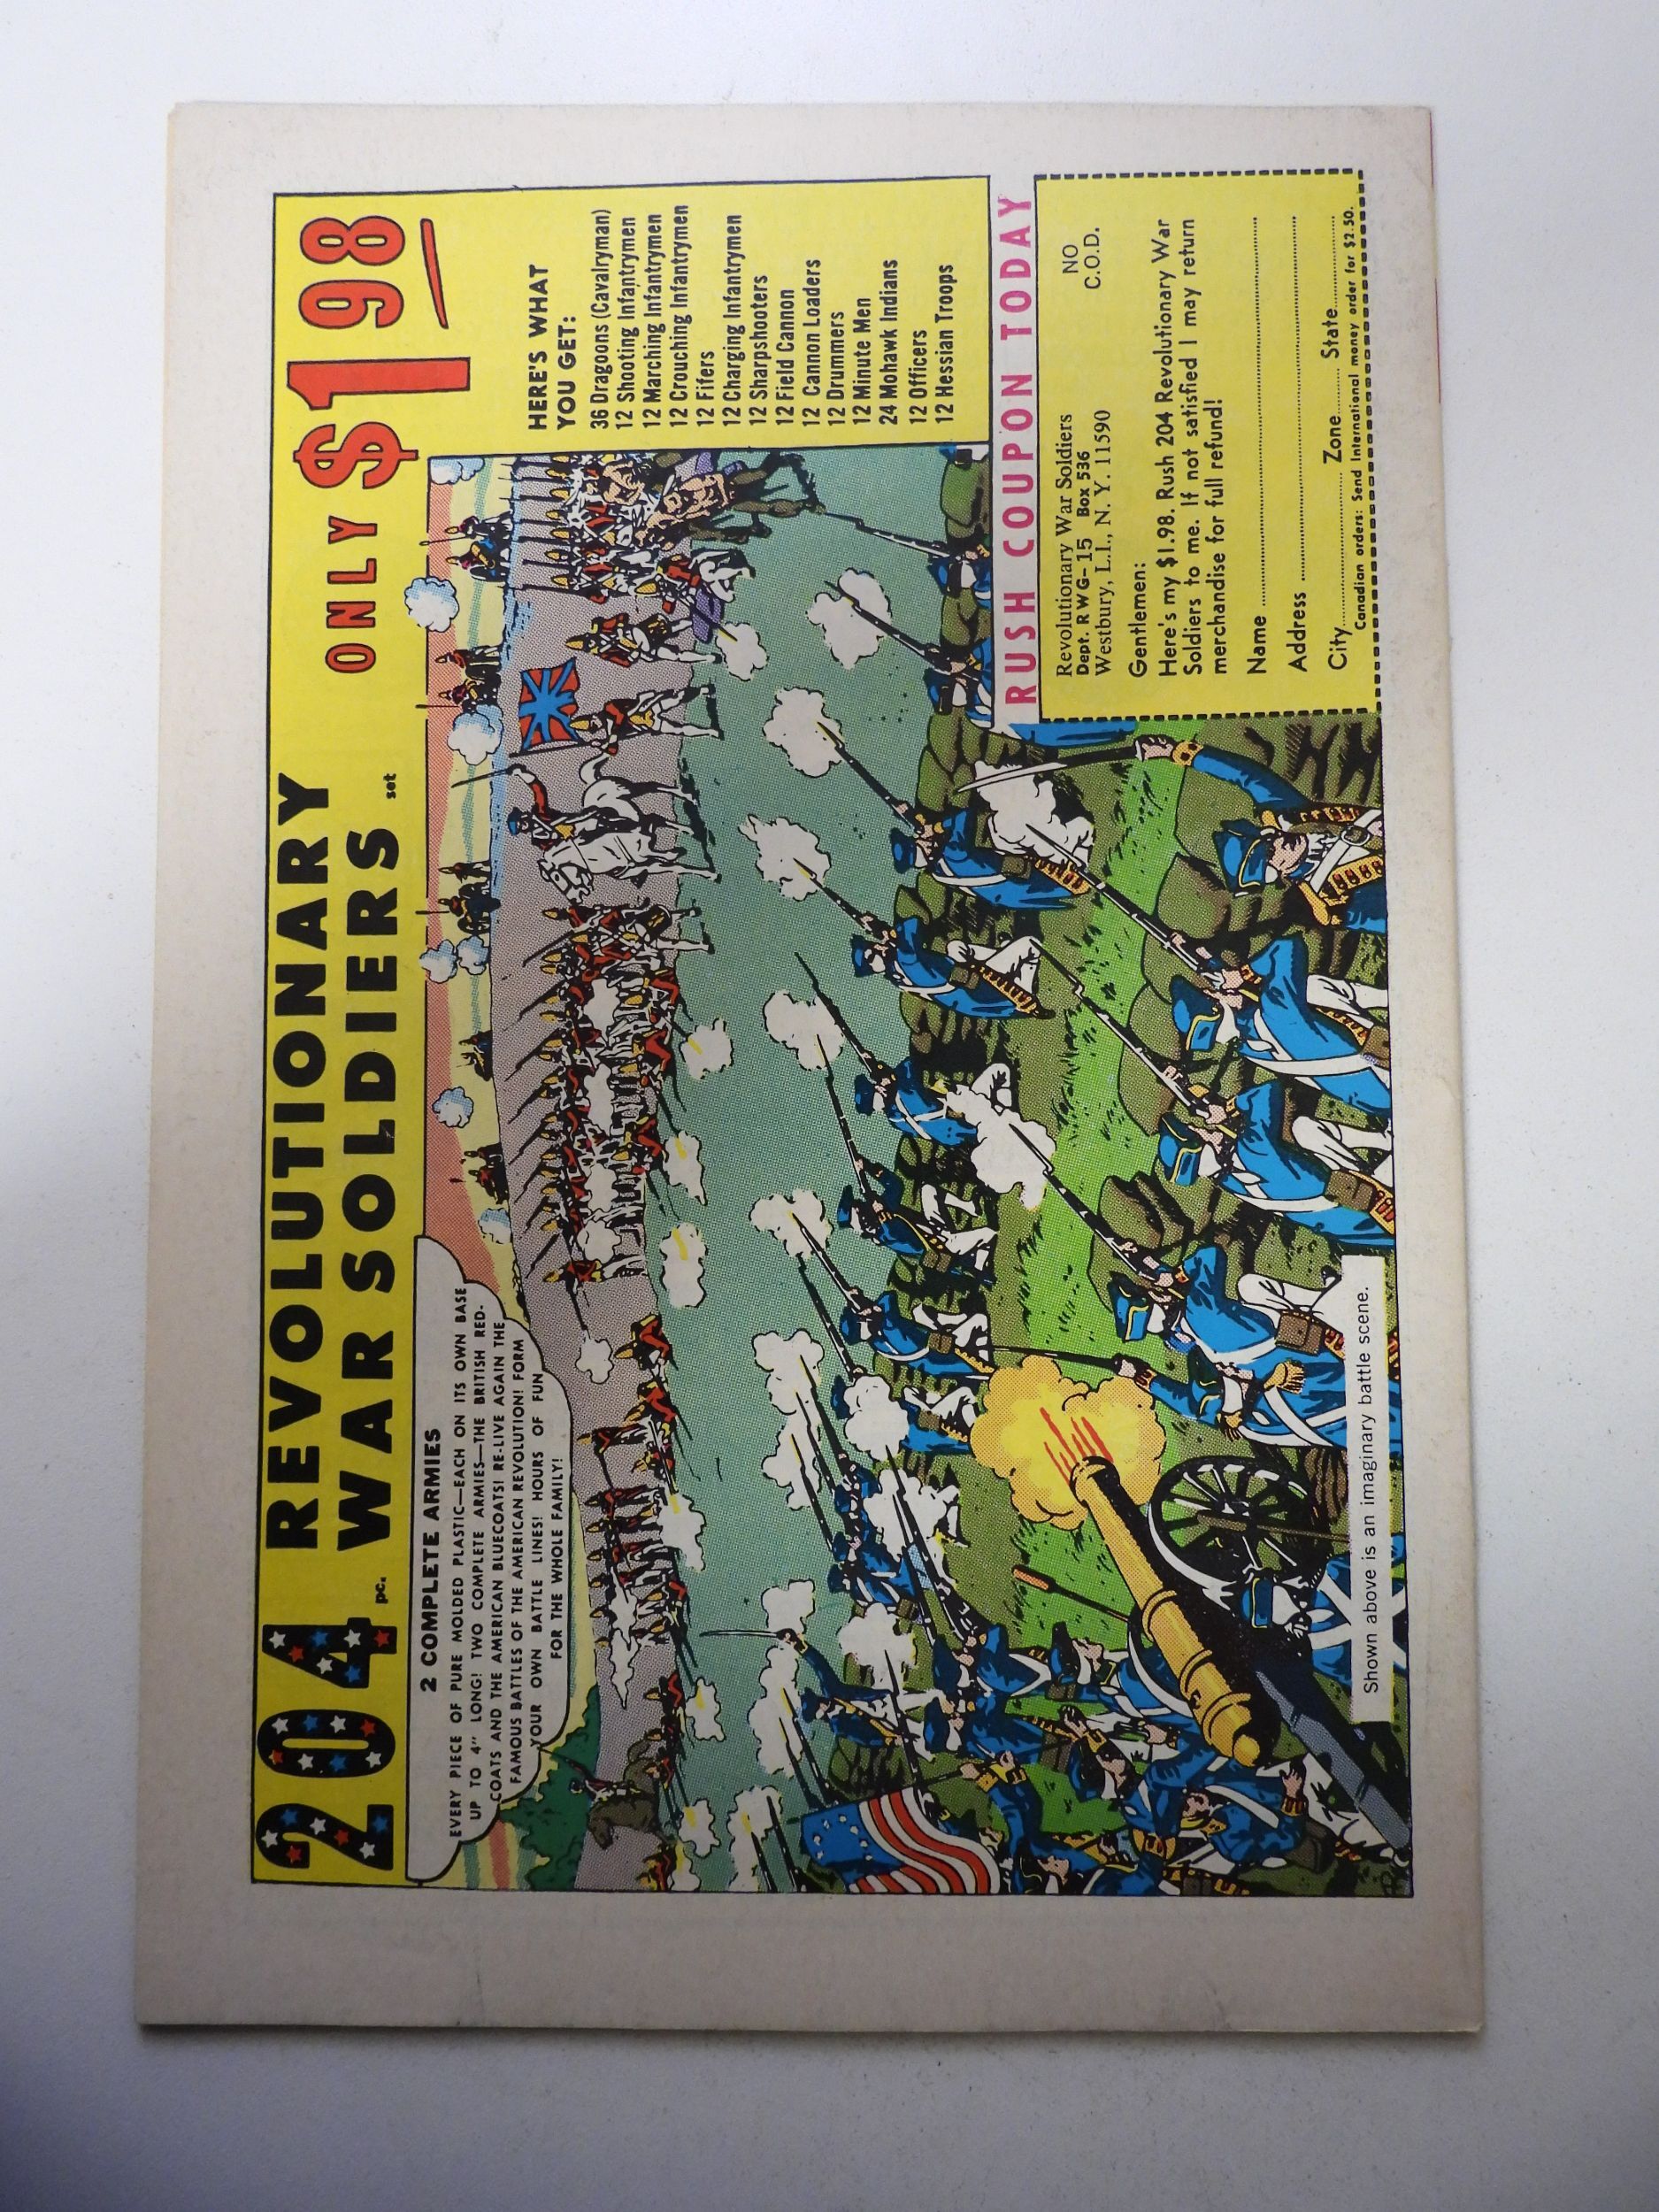 204 pc. REVOLUTIONARY
WAR SOLDIERS set
ONLY $1.98
2 COMPLETE ARMIES
EVERY PIECE OF PURE MOLDED PLASTIC—EACH ON ITS OWN BASE
UP TO 4" LONG! TWO COMPLETE ARMIES—THE BRITISH RED-
COATS AND THE AMERICAN BLUECOATS! RE-LIVE AGAIN THE
FAMOUS BATTLES OF THE AMERICAN REVOLUTION! FORM
YOUR OWN BATTLE LINES! HOURS OF FUN
FOR THE WHOLE FAMILY!
HERE'S WHAT
YOU GET:
36 Dragoons (Cavalryman)
12 Shooting Infantrymen
12 Marching Infantrymen
12 Crouching Infantrymen
12 Fifers
12 Charging Infantrymen
12 Sharpshooters
12 Field Cannon
12 Cannon Loaders
12 Drummers
12 Minute Men
24 Mohawk Indians
12 Officers
12 Hessian Troops
RUSH COUPON TODAY
Revolutionary War Soldiers
Dept. RWG-15 Box 536
Westbury, L.I., N. Y. 11590
NO
C.O.D.
Gentlemen:
Here's my $1.98. Rush 204 Revolutionary War
Soldiers to me. If not satisfied I may return
merchandise for full refund!
Name
Address
City Zone State
Canadian orders: Send International money order for $2.50.
Shown above is an imaginary battle scene.